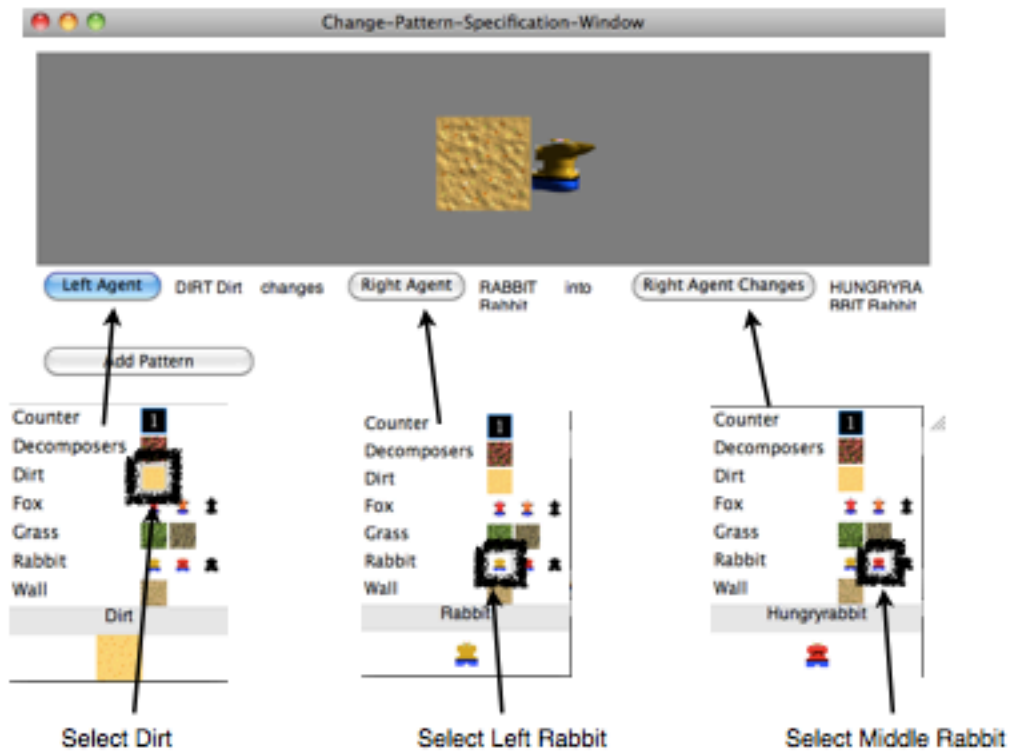 Change-Pattern-Specification-Window
Left Agent DIRT Dirt changes Right Agent RABBIT Rabbit into Right Agent Changes HUNGRYRA
BBIT Rabbit
Add Pattern
Counter 1
Decomposers
Dirt
Fox
Grass
Rabbit
Wall
Dirt
Select Dirt
Counter 1
Decomposers
Dirt
Fox
Grass
Rabbit
Wall
Rabbit
Select Left Rabbit
Counter 1
Decomposers
Dirt
Fox
Grass
Rabbit
Wall
Hungryrabbit
Select Middle Rabbit